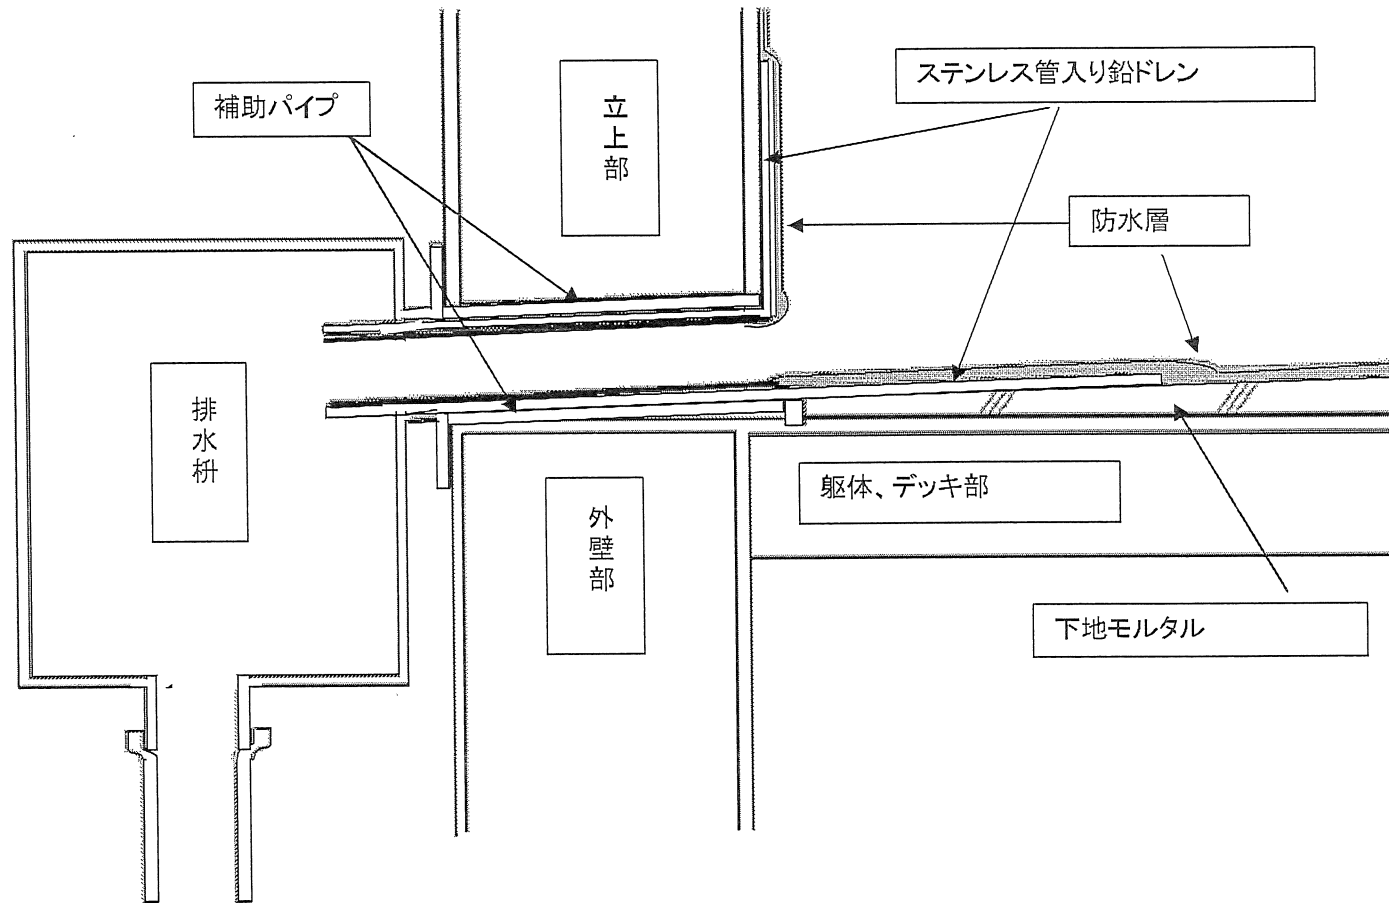 ステンレス管入り鉛ドレン
補助パイプ
立上部
防水層
排水枡
躯体、デッキ部
外壁部
下地モルタル